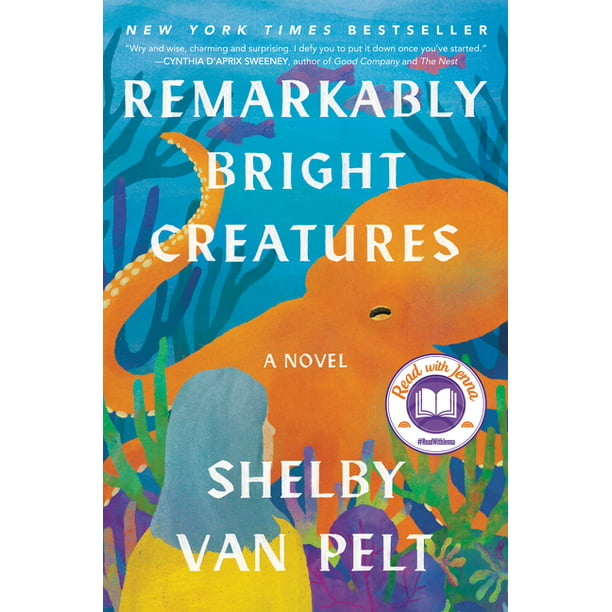 NEW YORK TIMES BESTSELLER
“Wry and wise, charming and surprising. I defy you to put it down once you’ve started.”
—CYNTHIA D’APRIX SWEENEY, author of Good Company and The Nest
REMARKABLY
BRIGHT
CREATURES
A NOVEL
Read with Jenna
#ReadWithJenna
SHELBY
VAN PELT